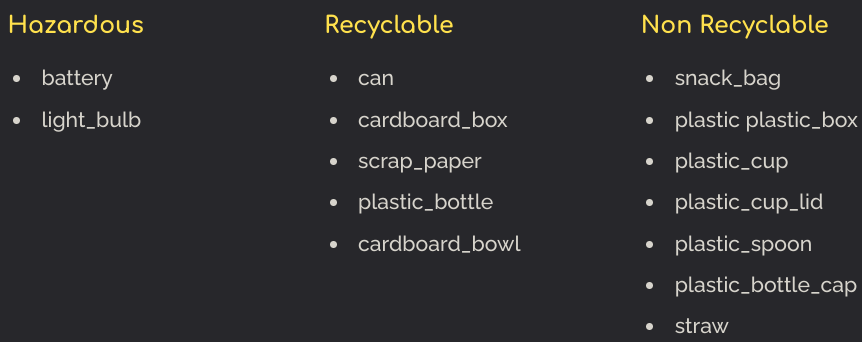 Hazardous
battery
light_bulb
Recyclable
can
cardboard_box
scrap_paper
plastic_bottle
cardboard_bowl
Non Recyclable
snack_bag
plastic plastic_box
plastic_cup
plastic_cup_lid
plastic_spoon
plastic_bottle_cap
straw